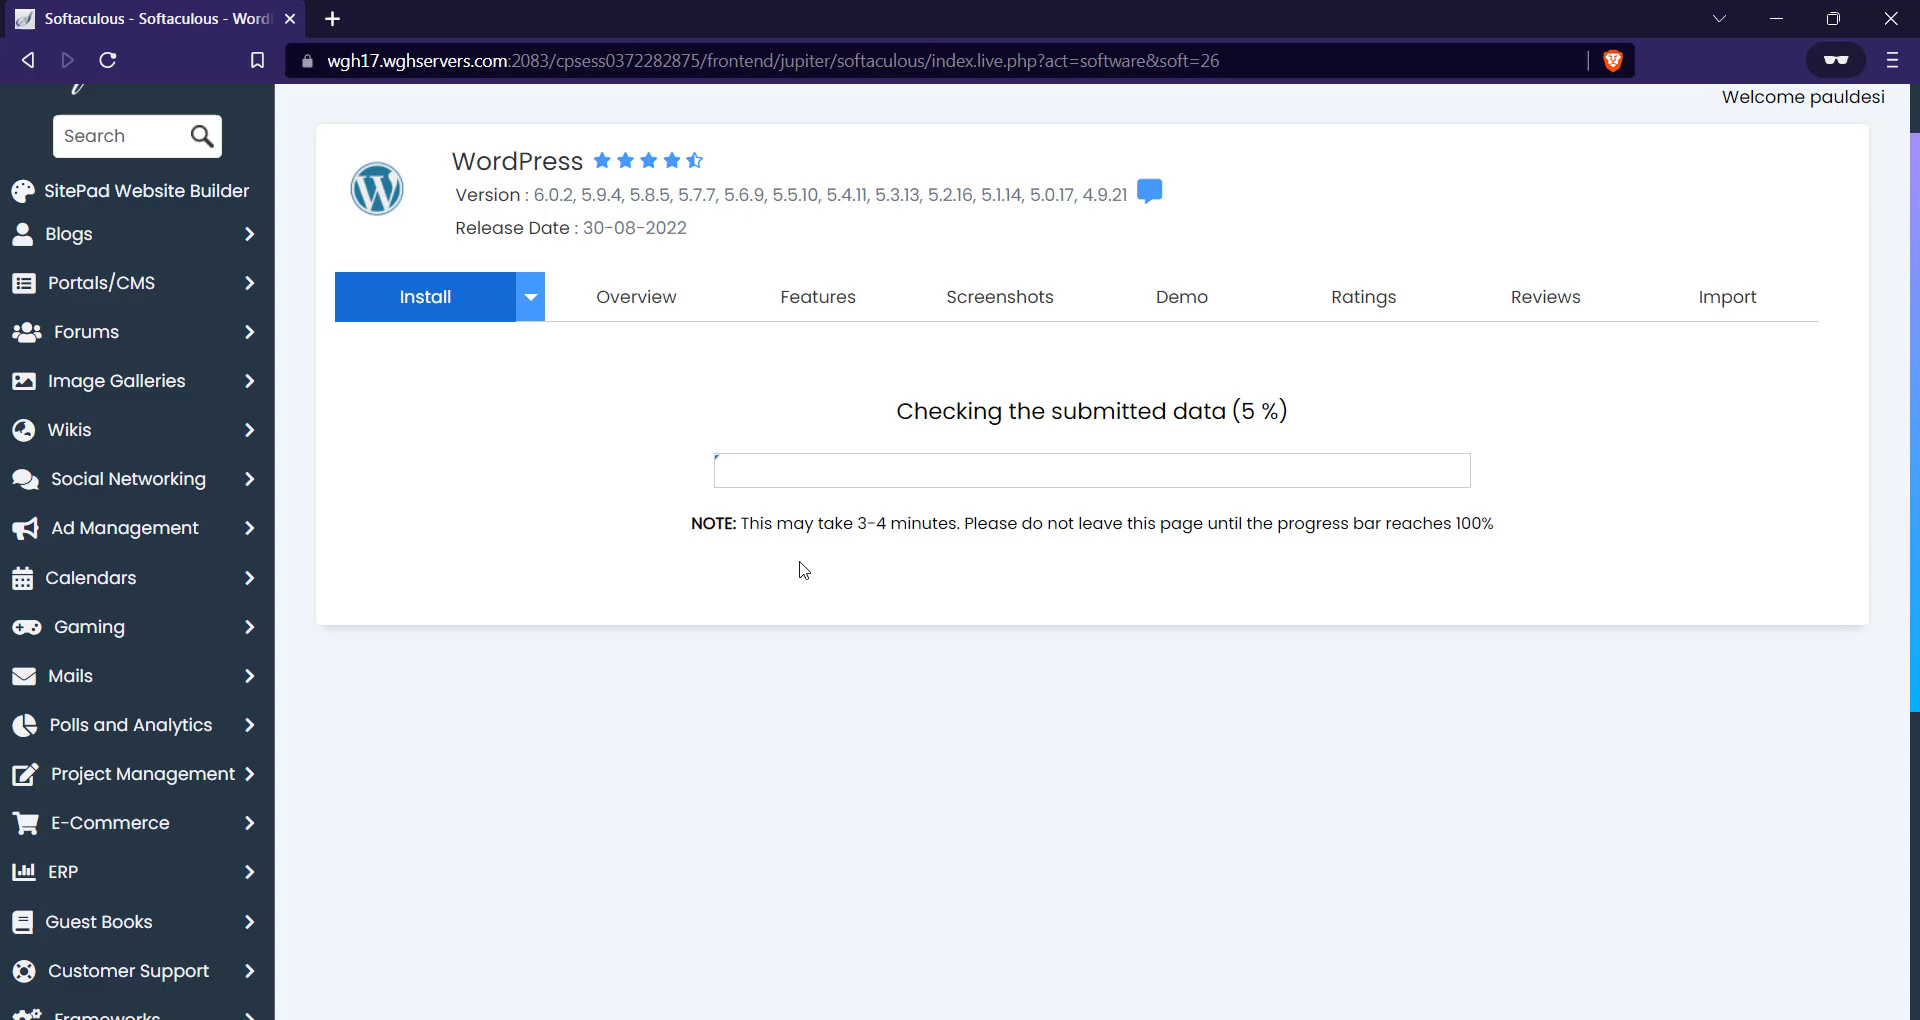 Softaculous - Softaculous - Word
wgh17.wghservers.com:2083/cpsess0372282875/frontend/jupiter/softaculous/index.live.php?act=software&soft=26
Welcome pauldesi
Search
SitePad Website Builder
Blogs
Portals/CMS
Forums
Image Galleries
Wikis
Social Networking
Ad Management
Calendars
Gaming
Mails
Polls and Analytics
Project Management
E-Commerce
ERP
Guest Books
Customer Support
Frameworks
WordPress
Version : 6.0.2, 5.9.4, 5.8.5, 5.7.7, 5.6.9, 5.5.10, 5.4.11, 5.3.13, 5.2.16, 5.1.14, 5.0.17, 4.9.21
Release Date : 30-08-2022
Install
Overview
Features
Screenshots
Demo
Ratings
Reviews
Import
Checking the submitted data (5 %)
NOTE: This may take 3-4 minutes. Please do not leave this page until the progress bar reaches 100%